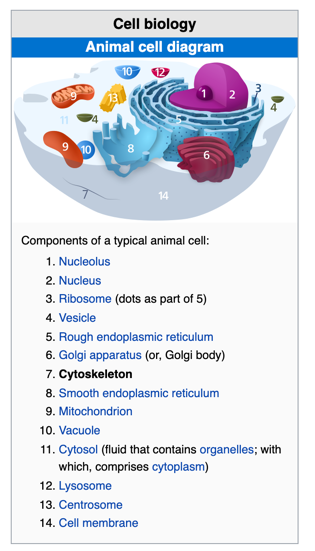 Cell biology
Animal cell diagram
10
12
9
13
1
2
3
4
11
4
5
9
10
8
6
7
14
Components of a typical animal cell:
1. Nucleolus
2. Nucleus
3. Ribosome (dots as part of 5)
4. Vesicle
5. Rough endoplasmic reticulum
6. Golgi apparatus (or, Golgi body)
7. Cytoskeleton
8. Smooth endoplasmic reticulum
9. Mitochondrion
10. Vacuole
11. Cytosol (fluid that contains organelles; with
which, comprises cytoplasm)
12. Lysosome
13. Centrosome
14. Cell membrane